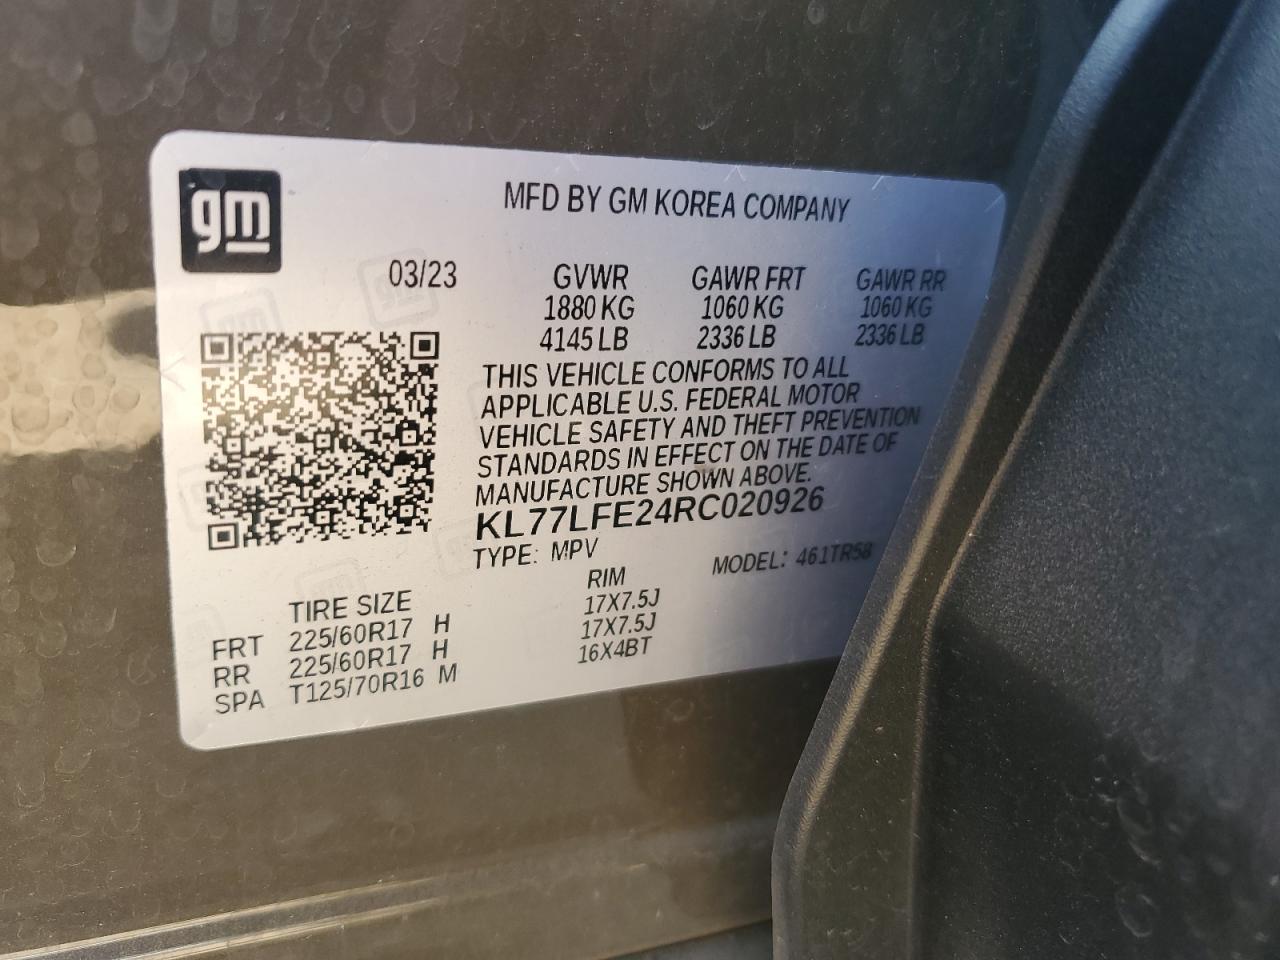 gm
MFD BY GM KOREA COMPANY
03/23 GVWR GAWR FRT GAWR RR
1880 KG 1060 KG 1060 KG
4145 LB 2336 LB 2336 LB
THIS VEHICLE CONFORMS TO ALL
APPLICABLE U.S. FEDERAL MOTOR
VEHICLE SAFETY AND THEFT PREVENTION
STANDARDS IN EFFECT ON THE DATE OF
MANUFACTURE SHOWN ABOVE.
KL77LFE24RC020926
TYPE: MPV MODEL: 461TR58
TIRE SIZE RIM
FRT 225/60R17 H 17X7.5J
RR 225/60R17 H 17X7.5J
SPA T125/70R16 M 16X4BT